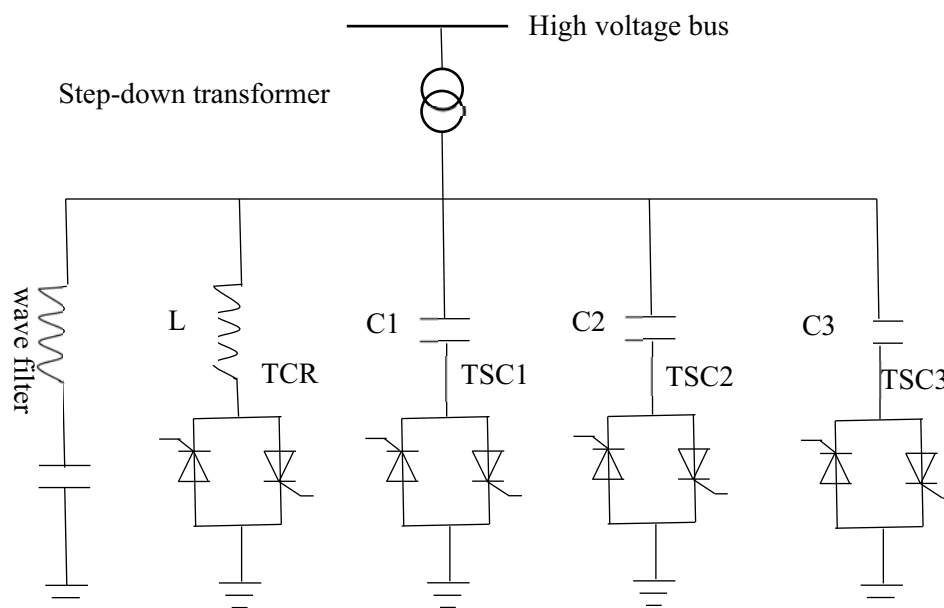 High voltage bus
Step-down transformer
wave filter
L
TCR
C1
TSC1
C2
TSC2
C3
TSC3